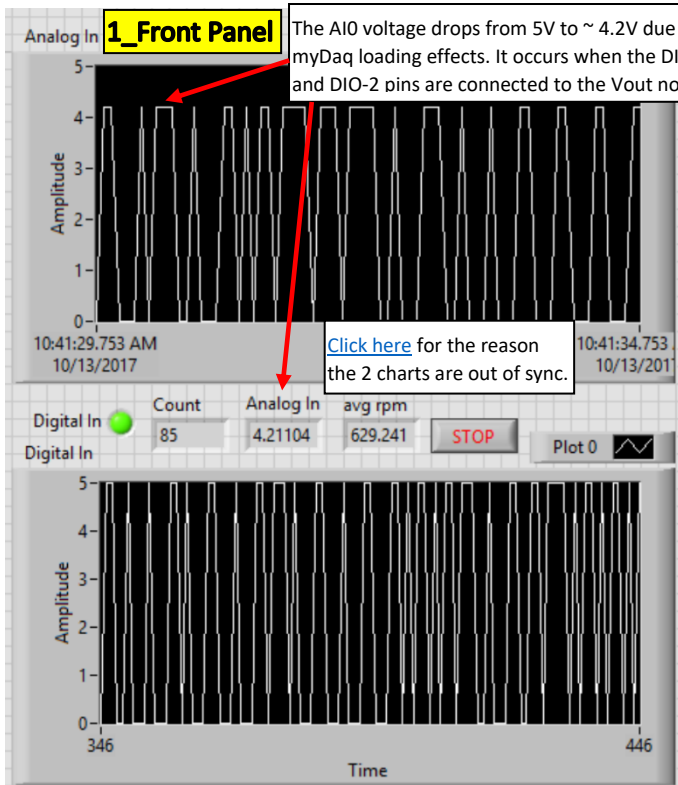 Analog In
1_Front Panel
The AI0 voltage drops from 5V to ~ 4.2V due
myDaq loading effects. It occurs when the DI
and DIO-2 pins are connected to the Vout no
5
4
3
2
1
0
Amplitude
10:41:29.753 AM
10/13/2017
10:41:34.753
10/13/201
Click here for the reason
the 2 charts are out of sync.
Digital In
Count
85
Analog In
4.21104
avg rpm
629.241
STOP
Plot 0
Digital In
5
4
3
2
1
0
Amplitude
346
446
Time